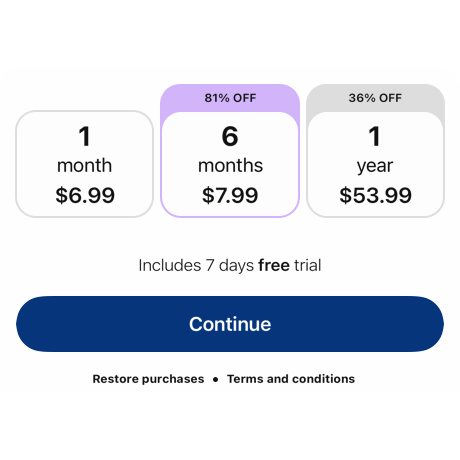 81% OFF
36% OFF
1
month
$6.99
6
months
$7.99
1
year
$53.99
Includes 7 days free trial
Continue
Restore purchases • Terms and conditions